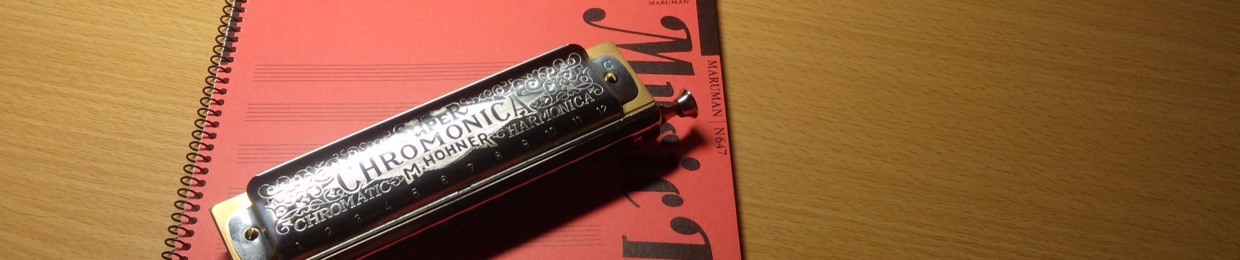 SUPER
CHROMONICA
M. HOHNER
CHROMATIC HARMONICA
1 2 3 4 5 6 7 8 9 10 11 12
C
MARUMAN
MARUMAN N647